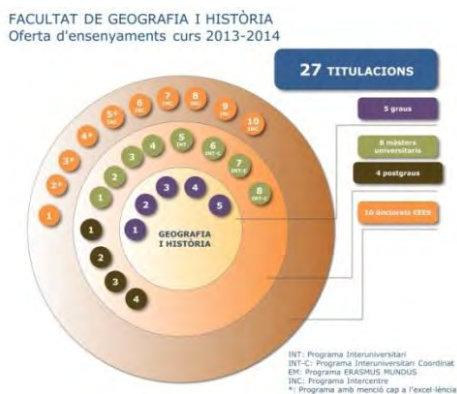 FACULTAT DE GEOGRAFIA I HISTÒRIA
Oferta d'ensenyaments curs 2013-2014
27 TITULACIONS
5 graus
8 màsters
universitaris
4 postgraus
10 doctorats EEES
1
2*
3*
4*
5*
INC
6
INC
7
INC
8
INC
9
INC
10
INC
1
2
3
4
5
INT
6
INT-C
7
INT-C
8
INT-C
1
2
3
4
5
1
2
3
4
GEOGRAFIA
I HISTÒRIA
INT: Programa Interuniversitari
INT-C: Programa Interuniversitari Coordinat
EM: Programa ERASMUS MUNDUS
INC: Programa Intercentre
*: Programa amb menció cap a l'excel·lència